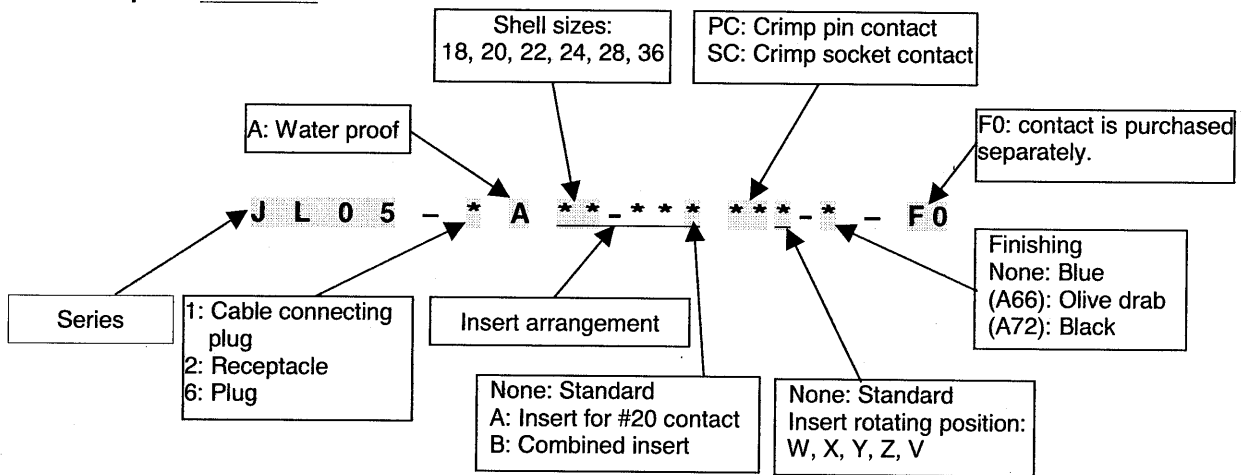 Shell sizes:
18, 20, 22, 24, 28, 36
PC: Crimp pin contact
SC: Crimp socket contact
A: Water proof
F0: contact is purchased
separately.
J L 0 5 – * A * * - * * * * * * - * – F 0
Series
1: Cable connecting
plug
2: Receptacle
6: Plug
Insert arrangement
Finishing
None: Blue
(A66): Olive drab
(A72): Black
None: Standard
A: Insert for #20 contact
B: Combined insert
None: Standard
Insert rotating position:
W, X, Y, Z, V